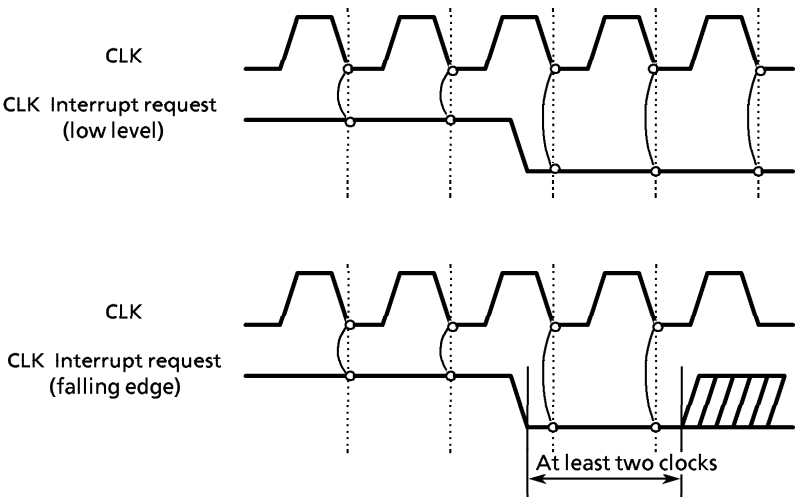 CLK
CLK Interrupt request
(low level)
CLK
CLK Interrupt request
(falling edge)
At least two clocks